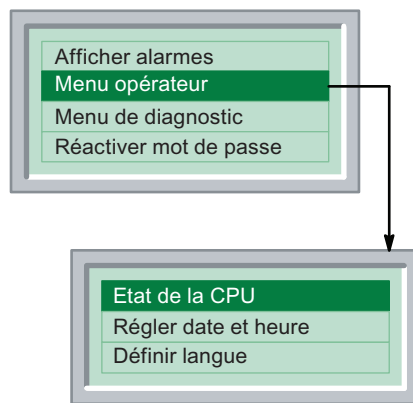 Afficher alarmes
Menu opérateur
Menu de diagnostic
Réactiver mot de passe
Etat de la CPU
Régler date et heure
Définir langue